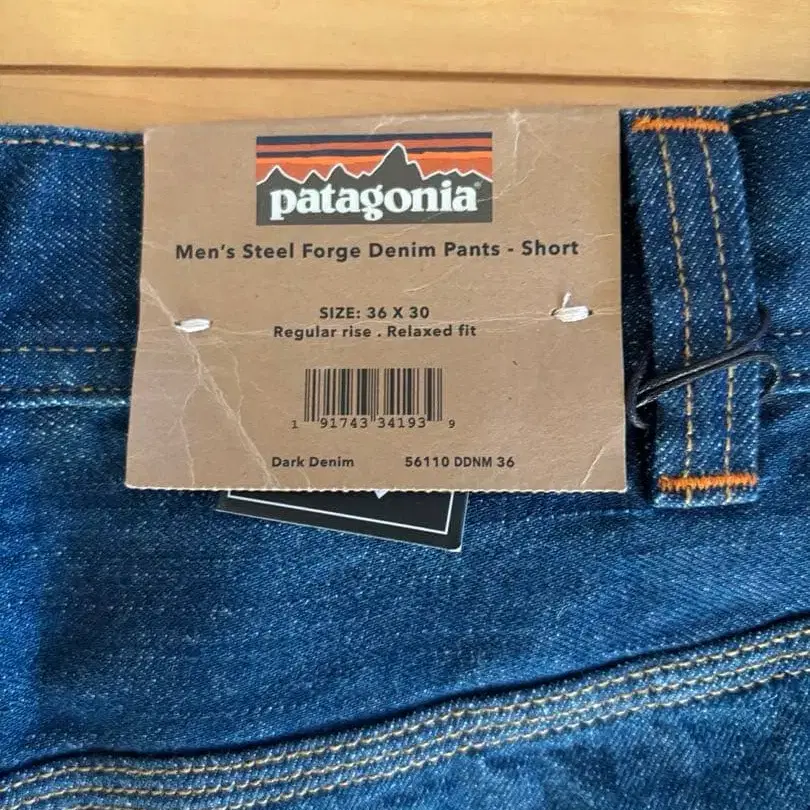 patagonia®
Men's Steel Forge Denim Pants - Short
SIZE: 36 X 30
Regular rise . Relaxed fit
1 91743 34193 9
Dark Denim 56110 DDNM 36